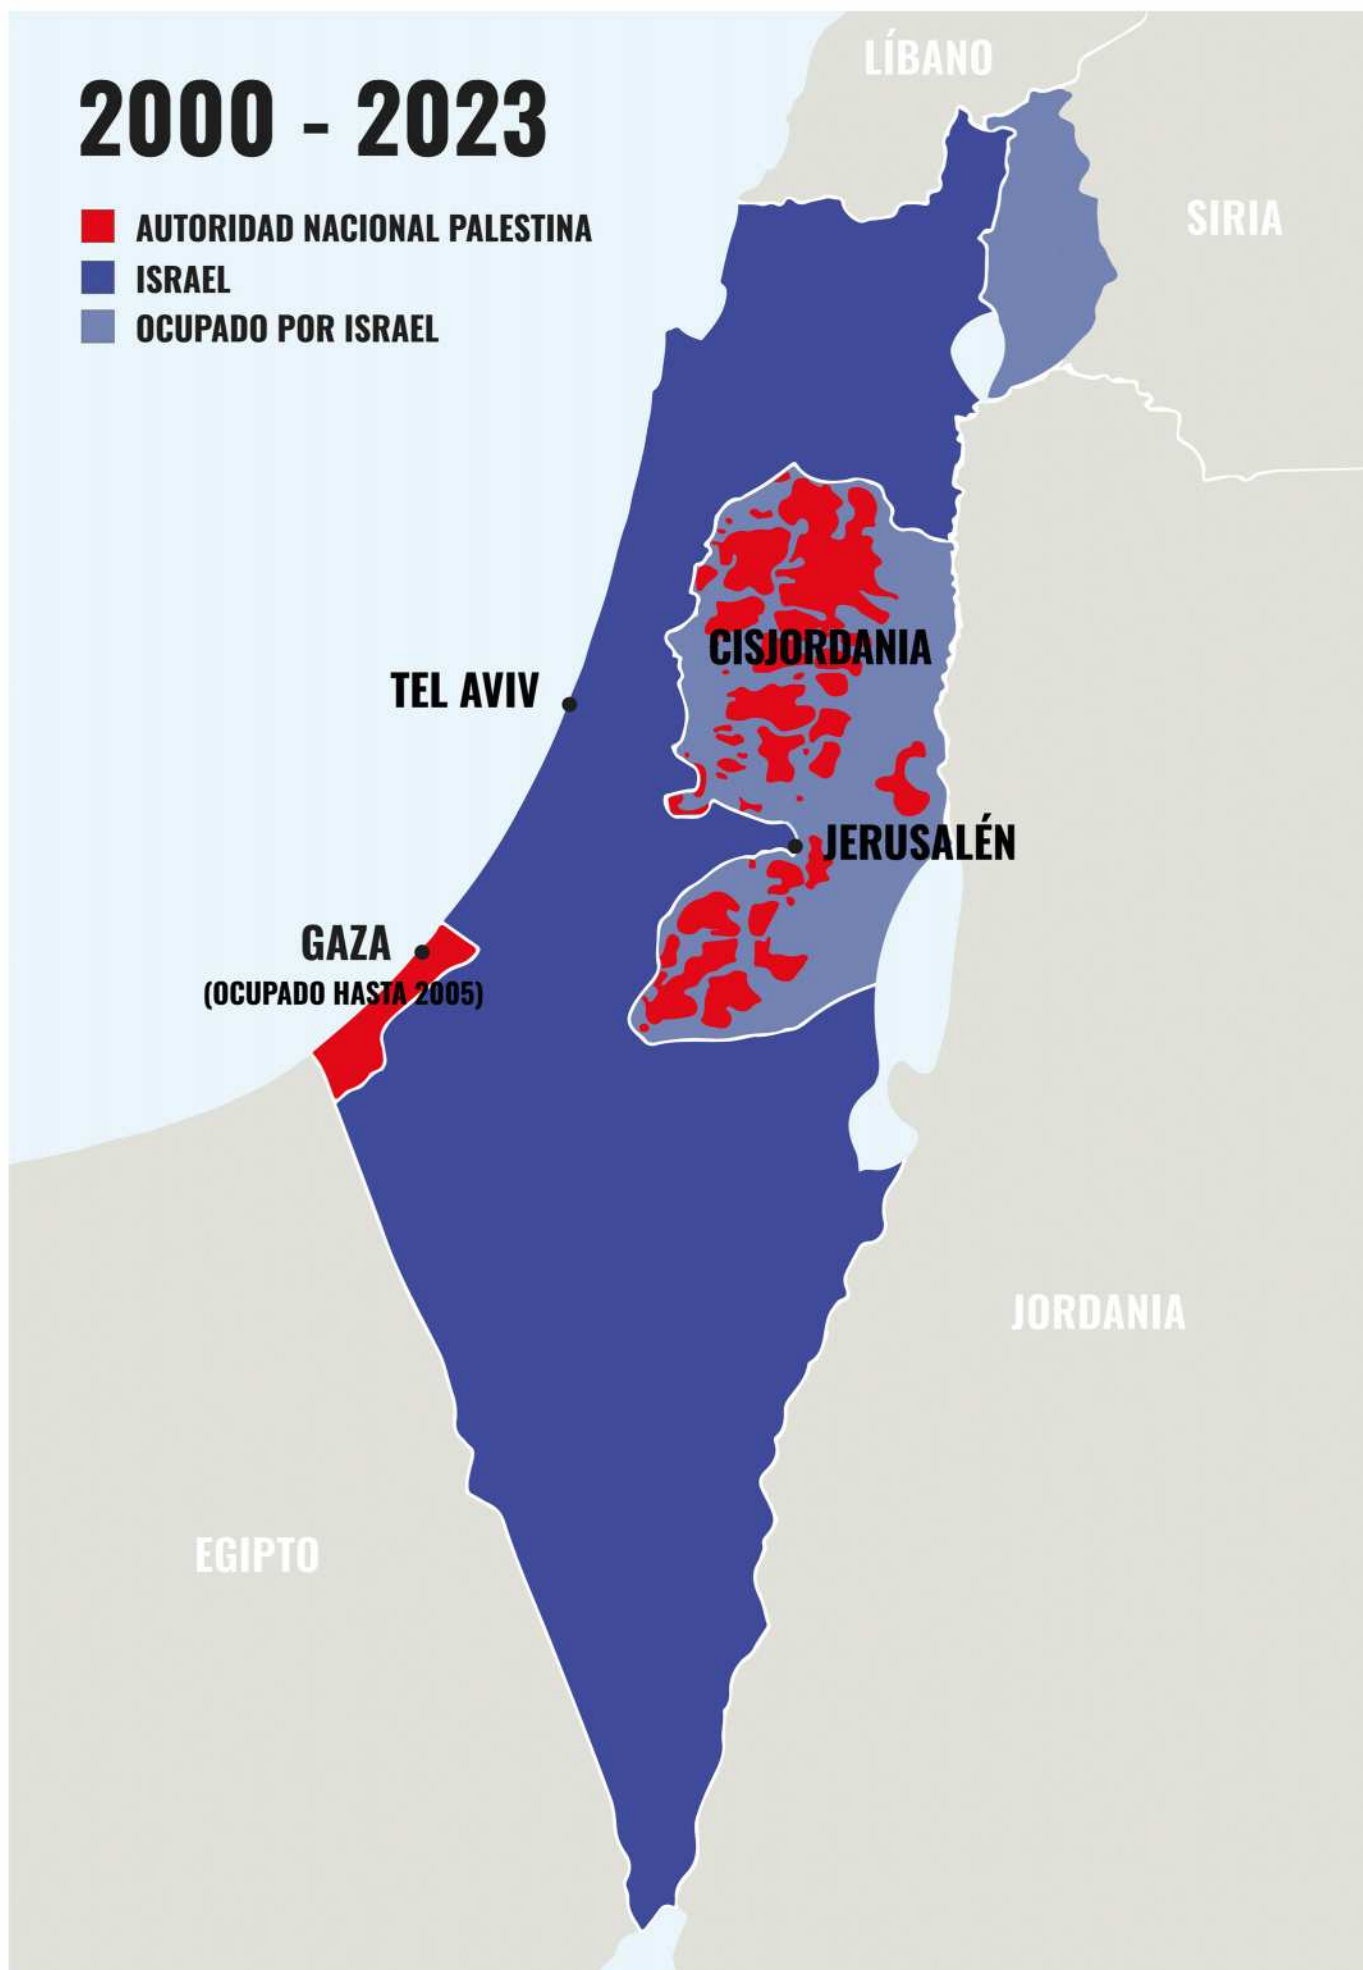 LÍBANO
2000 - 2023
SIRIA
AUTORIDAD NACIONAL PALESTINA
ISRAEL
OCUPADO POR ISRAEL
CISJORDANIA
TEL AVIV
JERUSALÉN
GAZA
(OCUPADO HASTA 2005)
JORDANIA
EGIPTO